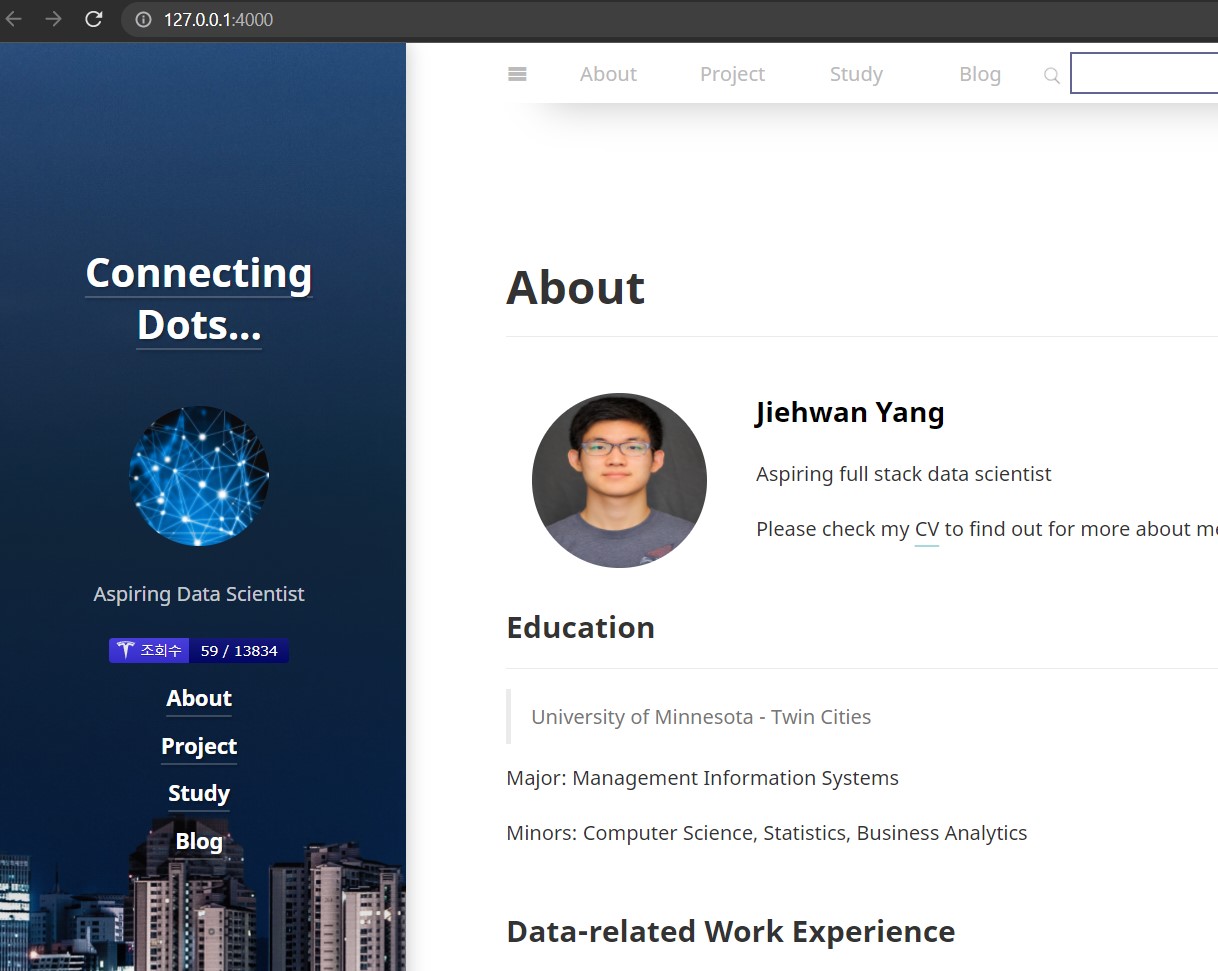 127.0.0.1:4000
About Project Study Blog
Connecting
Dots...
Aspiring Data Scientist
조회수 59 / 13834
About
Project
Study
Blog
About
Jiehwan Yang
Aspiring full stack data scientist
Please check my CV to find out for more about me
Education
University of Minnesota - Twin Cities
Major: Management Information Systems
Minors: Computer Science, Statistics, Business Analytics
Data-related Work Experience